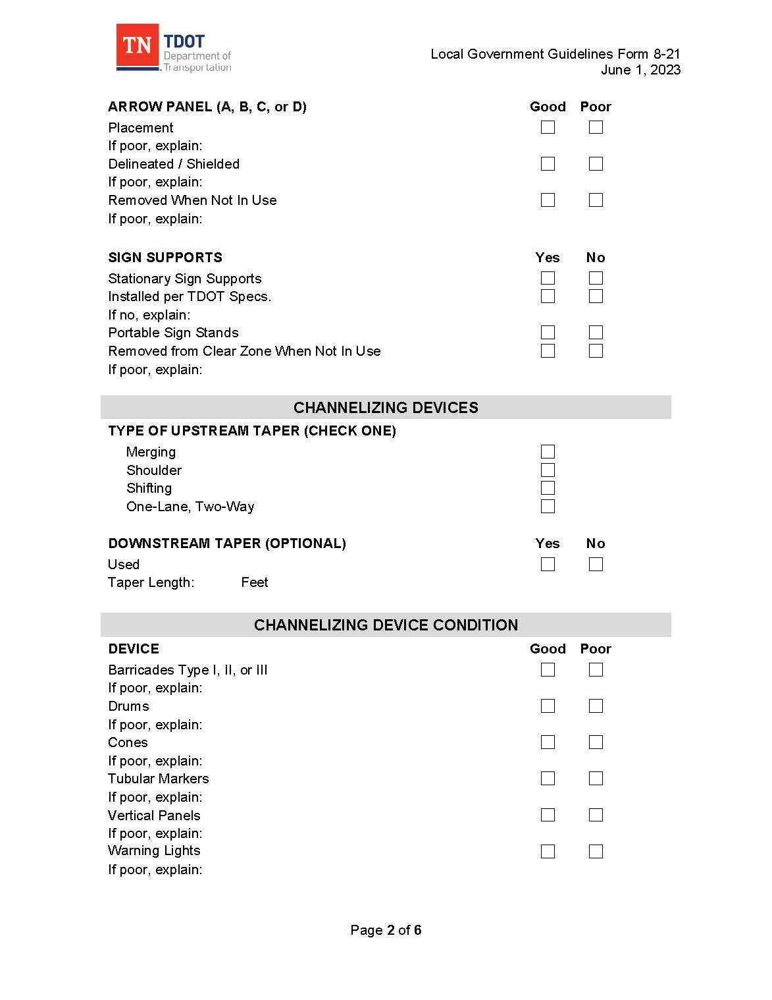 TN TDOT
Department of
Transportation
Local Government Guidelines Form 8-21
June 1, 2023
ARROW PANEL (A, B, C, or D) Good Poor
Placement
If poor, explain:
Delineated / Shielded
If poor, explain:
Removed When Not In Use
If poor, explain:
SIGN SUPPORTS Yes No
Stationary Sign Supports
Installed per TDOT Specs.
If no, explain:
Portable Sign Stands
Removed from Clear Zone When Not In Use
If poor, explain:
CHANNELIZING DEVICES
TYPE OF UPSTREAM TAPER (CHECK ONE)
Merging
Shoulder
Shifting
One-Lane, Two-Way
DOWNSTREAM TAPER (OPTIONAL) Yes No
Used
Taper Length: Feet
CHANNELIZING DEVICE CONDITION
DEVICE Good Poor
Barricades Type I, II, or III
If poor, explain:
Drums
If poor, explain:
Cones
If poor, explain:
Tubular Markers
If poor, explain:
Vertical Panels
If poor, explain:
Warning Lights
If poor, explain:
Page 2 of 6